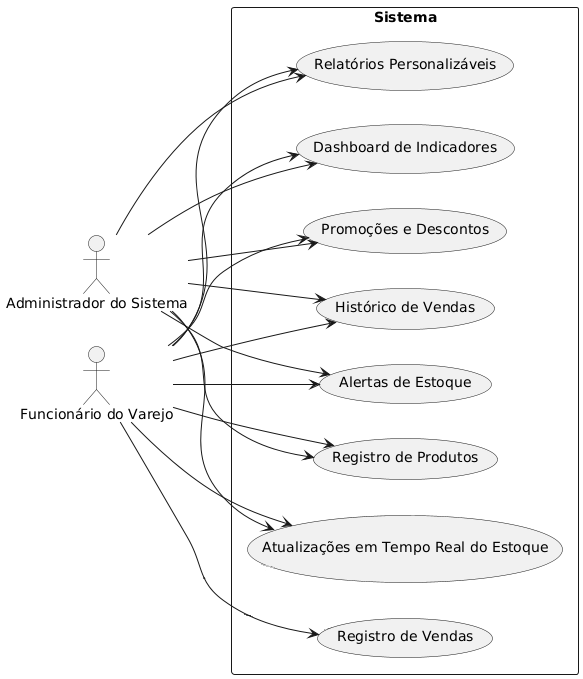 Sistema
Relatórios Personalizáveis
Dashboard de Indicadores
Promoções e Descontos
Administrador do Sistema
Histórico de Vendas
Alertas de Estoque
Funcionário do Varejo
Registro de Produtos
Atualizações em Tempo Real do Estoque
Registro de Vendas